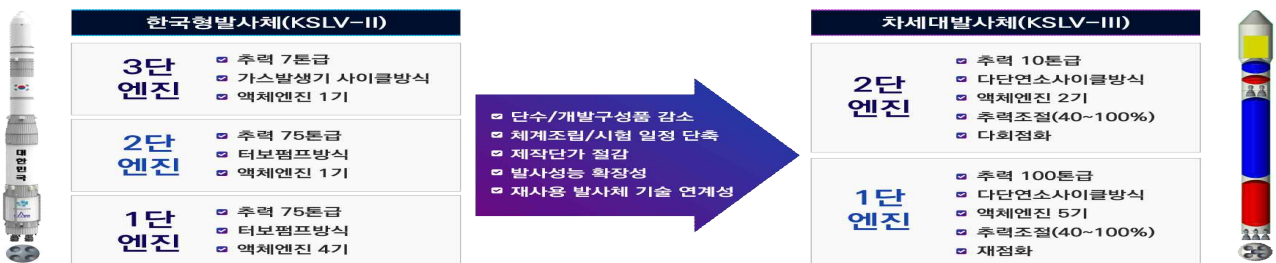 한국형발사체(KSLV-II)
3단
엔진
추력 7톤급
가스발생기 사이클방식
액체엔진 1기
2단
엔진
추력 75톤급
터보펌프방식
액체엔진 1기
1단
엔진
추력 75톤급
터보펌프방식
액체엔진 4기
대한민국
단수/개발구성품 감소
체계조립/시험 일정 단축
제작단가 절감
발사성능 확장성
재사용 발사체 기술 연계성
차세대발사체(KSLV-III)
2단
엔진
추력 10톤급
다단연소사이클방식
액체엔진 2기
추력조절(40~100%)
다회점화
1단
엔진
추력 100톤급
다단연소사이클방식
액체엔진 5기
추력조절(40~100%)
재점화